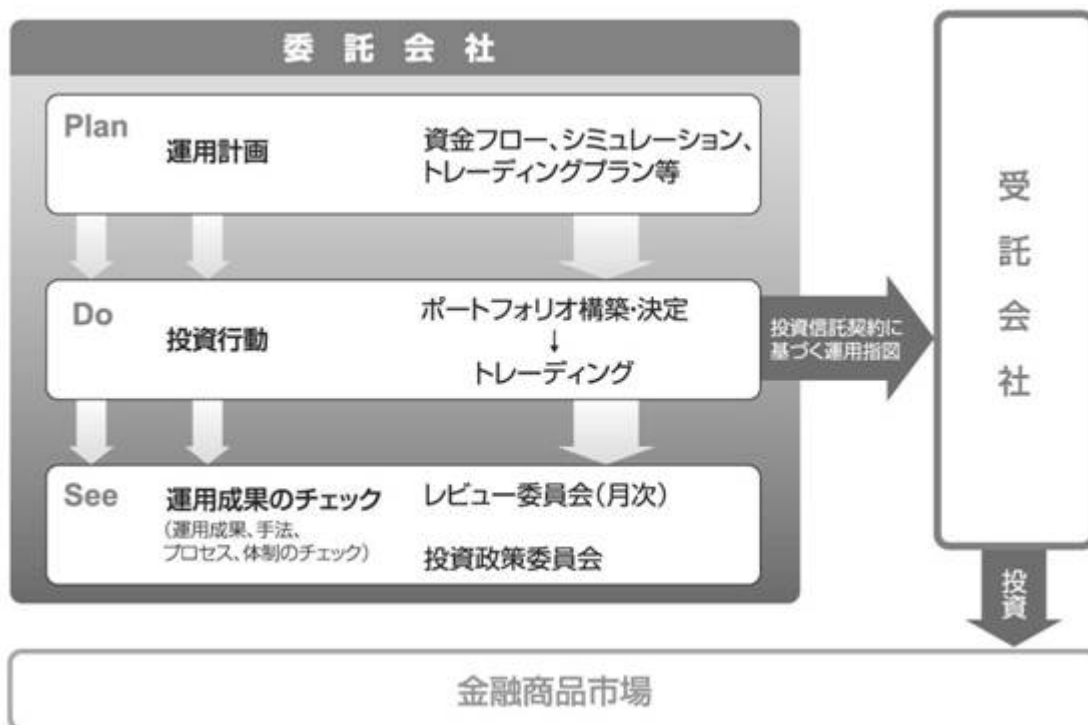 委託会社
Plan
運用計画
資金フロー、シミュレーション、
トレーディングプラン等
Do
投資行動
ポートフォリオ構築・決定
↓
トレーディング
投資信託契約に
基づく運用指図
See
運用成果のチェック
(運用成果、手法、
プロセス、体制のチェック)
レビュー委員会(月次)
投資政策委員会
受託会社
投資
金融商品市場